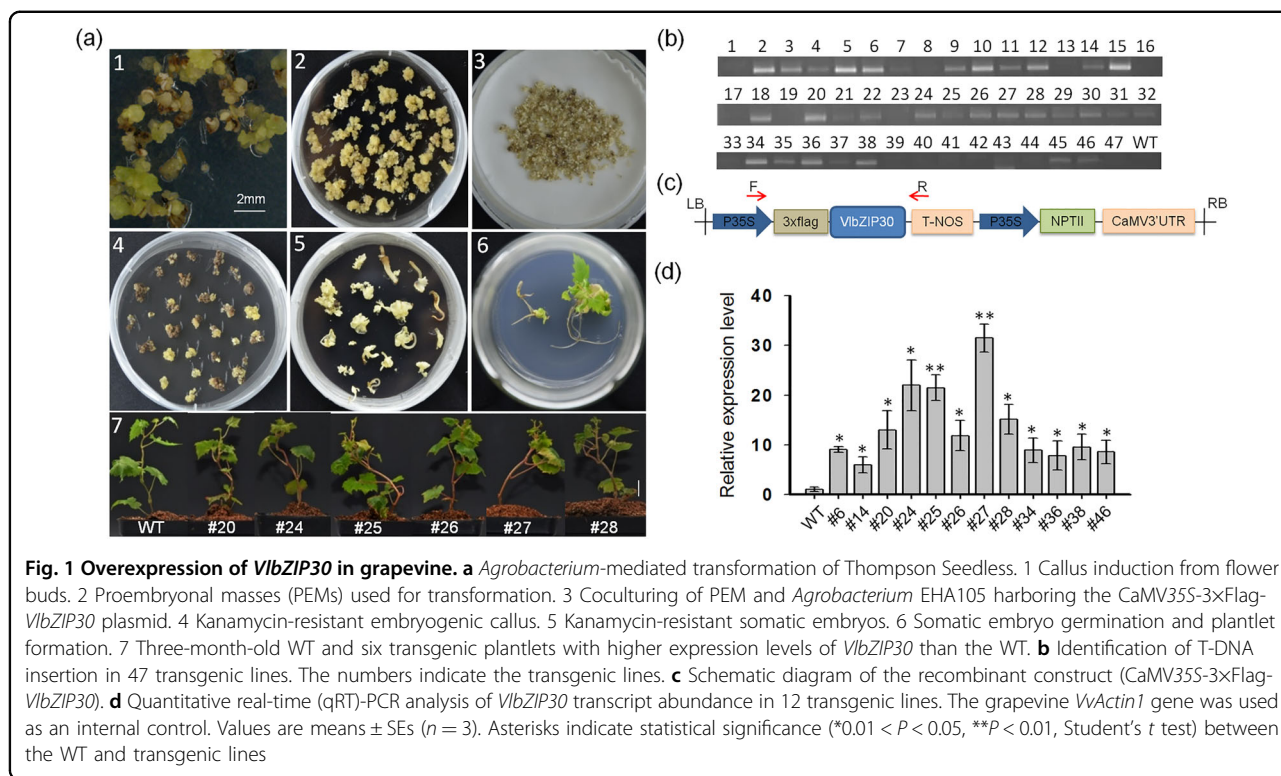 (a)
1
2mm
2
3
4
5
6
7
WT #20 #24 #25 #26 #27 #28
(b)
1 2 3 4 5 6 7 8 9 10 11 12 13 14 15 16
17 18 19 20 21 22 23 24 25 26 27 28 29 30 31 32
33 34 35 36 37 38 39 40 41 42 43 44 45 46 47 WT
(c)
F R
LB RB
P35S 3xflag VlbZIP30 T-NOS P35S NPTII CaMV3'UTR
(d)
Relative expression level
40
30
20
10
0
* * * * ** * ** * * * * *
WT #6 #14 #20 #24 #25 #26 #27 #28 #34 #36 #38 #46
Fig. 1 Overexpression of VlbZIP30 in grapevine. a Agrobacterium-mediated transformation of Thompson Seedless. 1 Callus induction from flower
buds. 2 Proembryonal masses (PEMs) used for transformation. 3 Coculturing of PEM and Agrobacterium EHA105 harboring the CaMV35S-3×Flag-
VlbZIP30 plasmid. 4 Kanamycin-resistant embryogenic callus. 5 Kanamycin-resistant somatic embryos. 6 Somatic embryo germination and plantlet
formation. 7 Three-month-old WT and six transgenic plantlets with higher expression levels of VlbZIP30 than the WT. b Identification of T-DNA
insertion in 47 transgenic lines. The numbers indicate the transgenic lines. c Schematic diagram of the recombinant construct (CaMV35S-3×Flag-
VlbZIP30). d Quantitative real-time (qRT)-PCR analysis of VlbZIP30 transcript abundance in 12 transgenic lines. The grapevine VvActin1 gene was used
as an internal control. Values are means ± SEs (n = 3). Asterisks indicate statistical significance (*0.01 < P < 0.05, **P < 0.01, Student's t test) between
the WT and transgenic lines